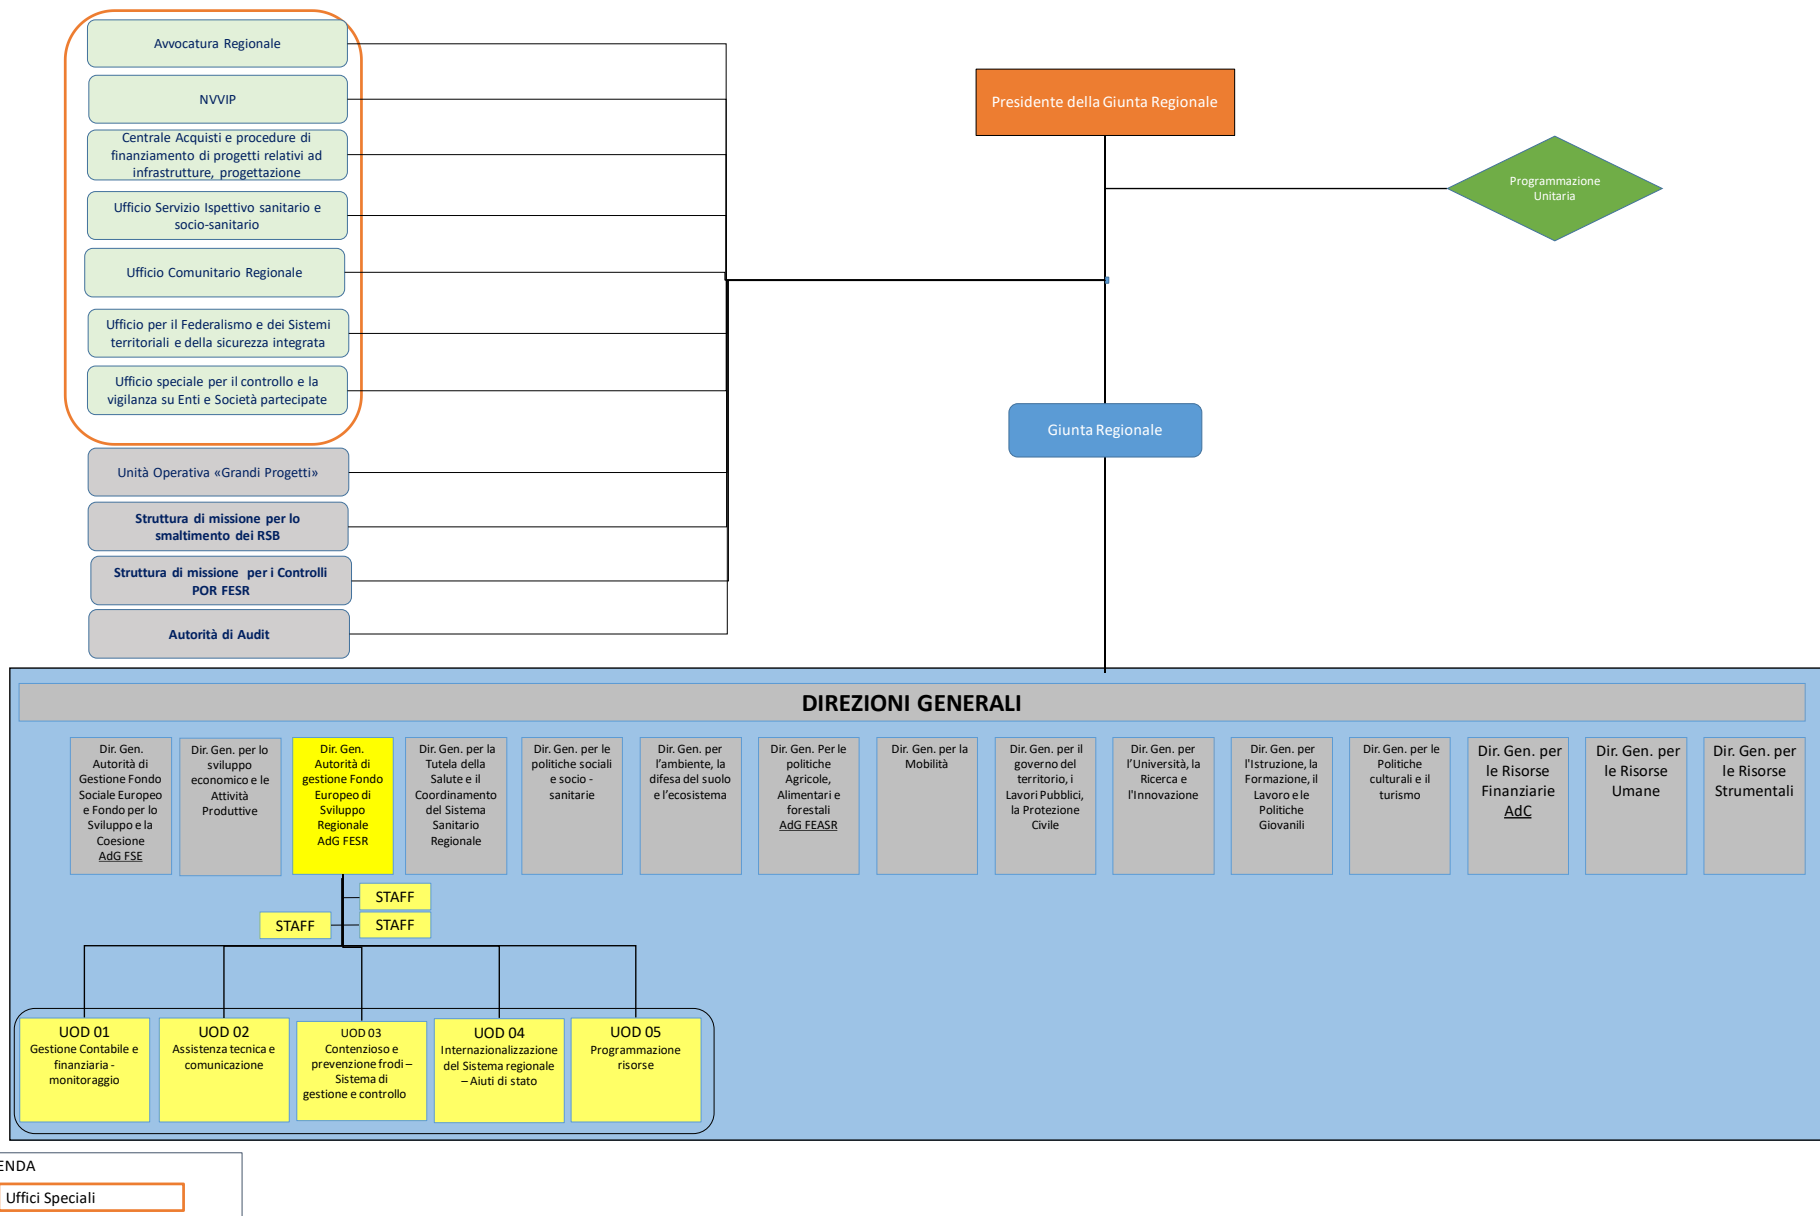 Avvocatura Regionale
NVVIP
Centrale Acquisti e procedure di
finanziamento di progetti relativi ad
infrastrutture, progettazione
Ufficio Servizio Ispettivo sanitario e
socio-sanitario
Ufficio Comunitario Regionale
Ufficio per il Federalismo e dei Sistemi
territoriali e della sicurezza integrata
Ufficio speciale per il controllo e la
vigilanza su Enti e Società partecipate
Unità Operativa «Grandi Progetti»
Struttura di missione per lo
smaltimento dei RSB
Struttura di missione per i Controlli
POR FESR
Autorità di Audit
Presidente della Giunta Regionale
Programmazione
Unitaria
Giunta Regionale
DIREZIONI GENERALI
Dir. Gen.
Autorità di
Gestione Fondo
Sociale Europeo
e Fondo per lo
Sviluppo e la
Coesione
AdG FSE
Dir. Gen. per lo
sviluppo
economico e le
Attività
Produttive
Dir. Gen.
Autorità di
gestione Fondo
Europeo di
Sviluppo
Regionale
AdG FESR
Dir. Gen. per la
Tutela della
Salute e il
Coordinamento
del Sistema
Sanitario
Regionale
Dir. Gen. per le
politiche sociali
e socio -
sanitarie
Dir. Gen. per
l'ambiente, la
difesa del suolo
e l'ecosistema
Dir. Gen. Per le
politiche
Agricole,
Alimentari e
forestali
AdG FEASR
Dir. Gen. per la
Mobilità
Dir. Gen. per il
governo del
territorio, i
Lavori Pubblici,
la Protezione
Civile
Dir. Gen. per
l'Università, la
Ricerca e
l'Innovazione
Dir. Gen. per
l'Istruzione, la
Formazione, il
Lavoro e le
Politiche
Giovanili
Dir. Gen. per le
Politiche
culturali e il
turismo
Dir. Gen. per
le Risorse
Finanziarie
AdC
Dir. Gen. per
le Risorse
Umane
Dir. Gen. per
le Risorse
Strumentali
STAFF
STAFF
STAFF
UOD 01
Gestione Contabile e
finanziaria -
monitoraggio
UOD 02
Assistenza tecnica e
comunicazione
UOD 03
Contenzioso e
prevenzione frodi –
Sistema di
gestione e controllo
UOD 04
Internazionalizzazione
del Sistema regionale
– Aiuti di stato
UOD 05
Programmazione
risorse
ENDA
Uffici Speciali